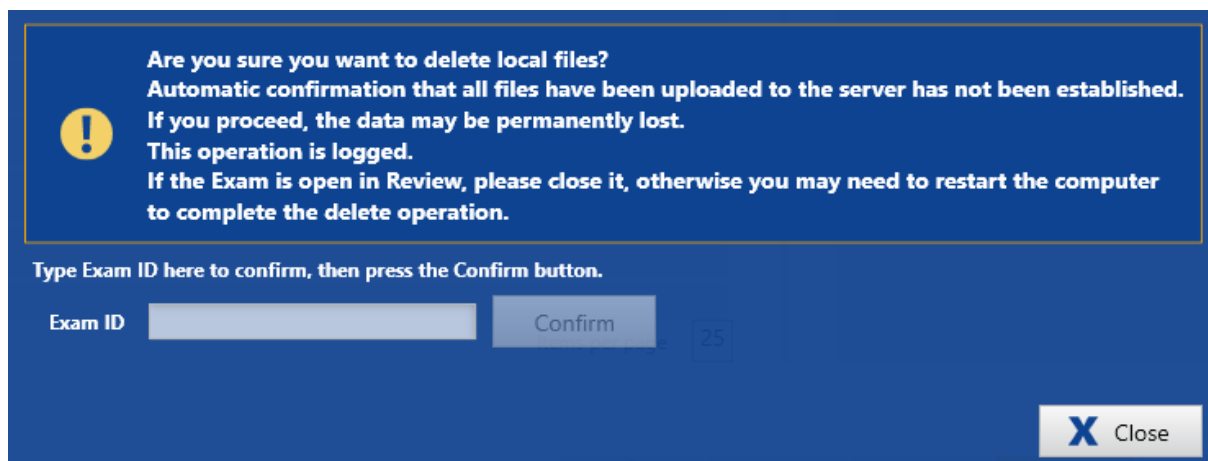 Are you sure you want to delete local files?
Automatic confirmation that all files have been uploaded to the server has not been established.
If you proceed, the data may be permanently lost.
This operation is logged.
If the Exam is open in Review, please close it, otherwise you may need to restart the computer
to complete the delete operation.
Type Exam ID here to confirm, then press the Confirm button.
Exam ID
Confirm
Items per page 25
X Close